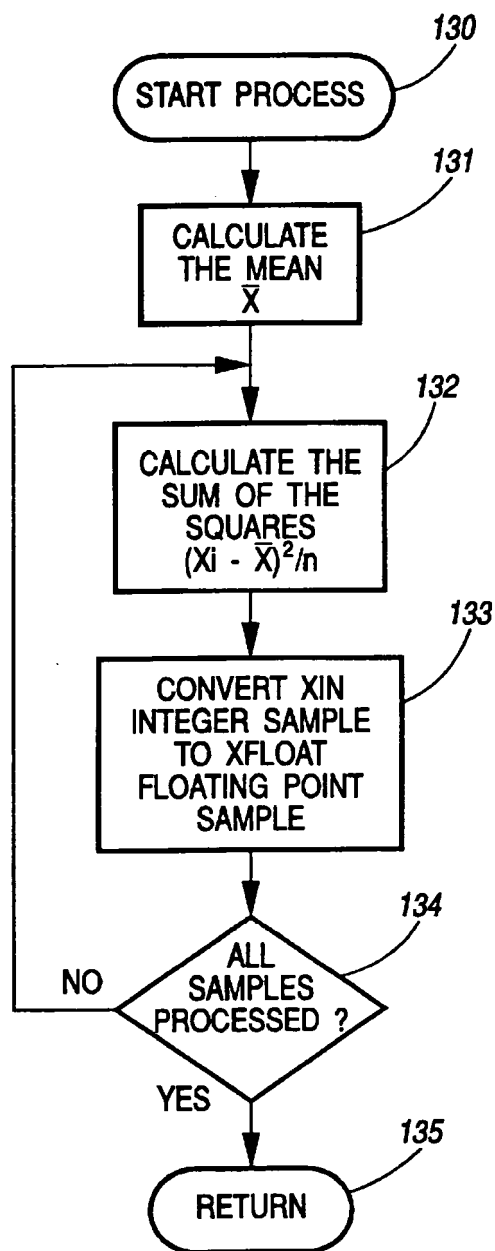 130
START PROCESS
131
CALCULATE
THE MEAN
X̅
132
CALCULATE THE
SUM OF THE
SQUARES
(Xi - X̅)²/n
133
CONVERT XIN
INTEGER SAMPLE
TO XFLOAT
FLOATING POINT
SAMPLE
134
ALL
SAMPLES
PROCESSED ?
NO
YES
135
RETURN